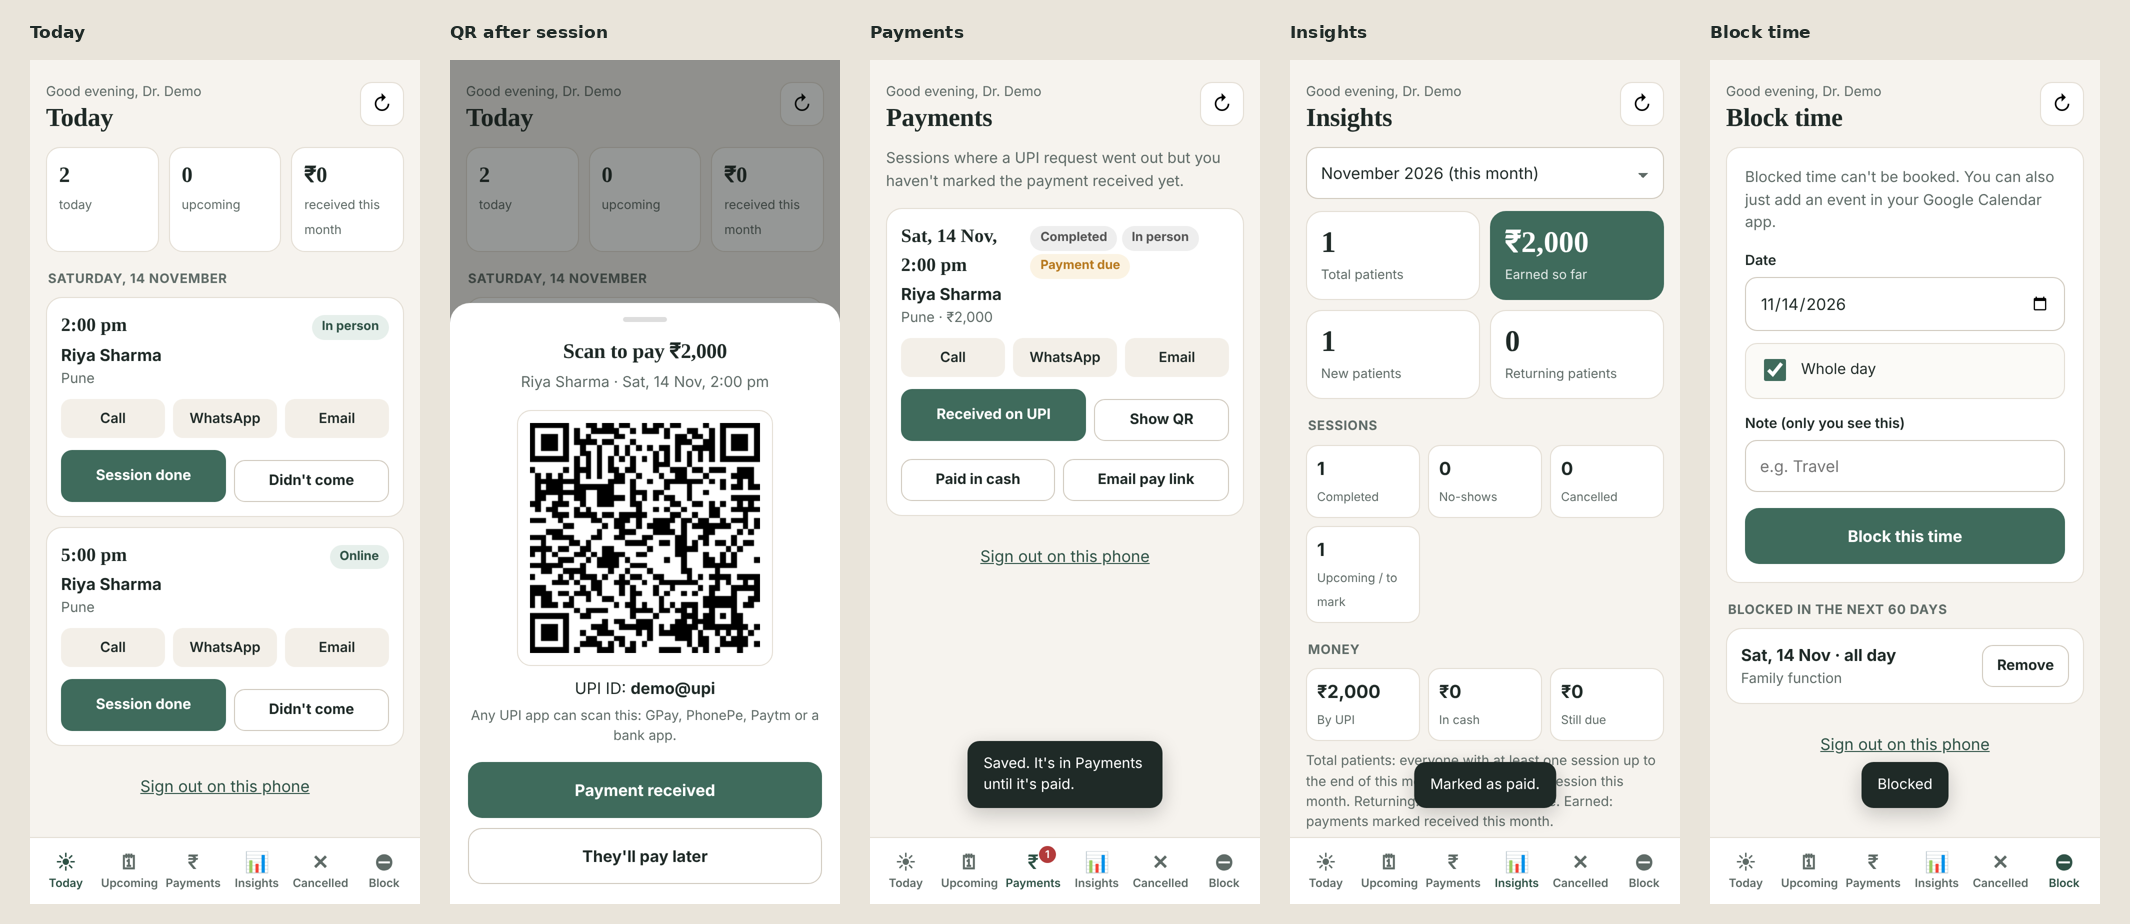 Today
Good evening, Dr. Demo
Today
2
today
0
upcoming
₹0
received this
month
SATURDAY, 14 NOVEMBER
2:00 pm
In person
Riya Sharma
Pune
Call
WhatsApp
Email
Session done
Didn't come
5:00 pm
Online
Riya Sharma
Pune
Call
WhatsApp
Email
Session done
Didn't come
Sign out on this phone
Today
Upcoming
Payments
Insights
Cancelled
Block
QR after session
Good evening, Dr. Demo
Today
2
today
0
upcoming
₹0
received this
month
SATURDAY, 14 NOVEMBER
Scan to pay ₹2,000
Riya Sharma · Sat, 14 Nov, 2:00 pm
UPI ID: demo@upi
Any UPI app can scan this: GPay, PhonePe, Paytm or a
bank app.
Payment received
They'll pay later
Payments
Good evening, Dr. Demo
Payments
Sessions where a UPI request went out but you
haven't marked the payment received yet.
Sat, 14 Nov,
2:00 pm
Completed
In person
Payment due
Riya Sharma
Pune · ₹2,000
Call
WhatsApp
Email
Received on UPI
Show QR
Paid in cash
Email pay link
Sign out on this phone
Saved. It's in Payments
until it's paid.
Today
Upcoming
₹ 1
Payments
Insights
Cancelled
Block
Insights
Good evening, Dr. Demo
Insights
November 2026 (this month)
1
Total patients
₹2,000
Earned so far
1
New patients
0
Returning patients
SESSIONS
1
Completed
0
No-shows
0
Cancelled
1
Upcoming / to
mark
MONEY
₹2,000
By UPI
₹0
In cash
₹0
Still due
Total patients: everyone with at least one session up to
the end of this m ession this
month. Returning . Earned:
payments marked received this month.
Marked as paid.
Today
Upcoming
Payments
Insights
Cancelled
Block
Block time
Good evening, Dr. Demo
Block time
Blocked time can't be booked. You can also
just add an event in your Google Calendar
app.
Date
11/14/2026
Whole day
Note (only you see this)
e.g. Travel
Block this time
BLOCKED IN THE NEXT 60 DAYS
Sat, 14 Nov · all day
Family function
Remove
Sign out on this phone
Blocked
Today
Upcoming
Payments
Insights
Cancelled
Block